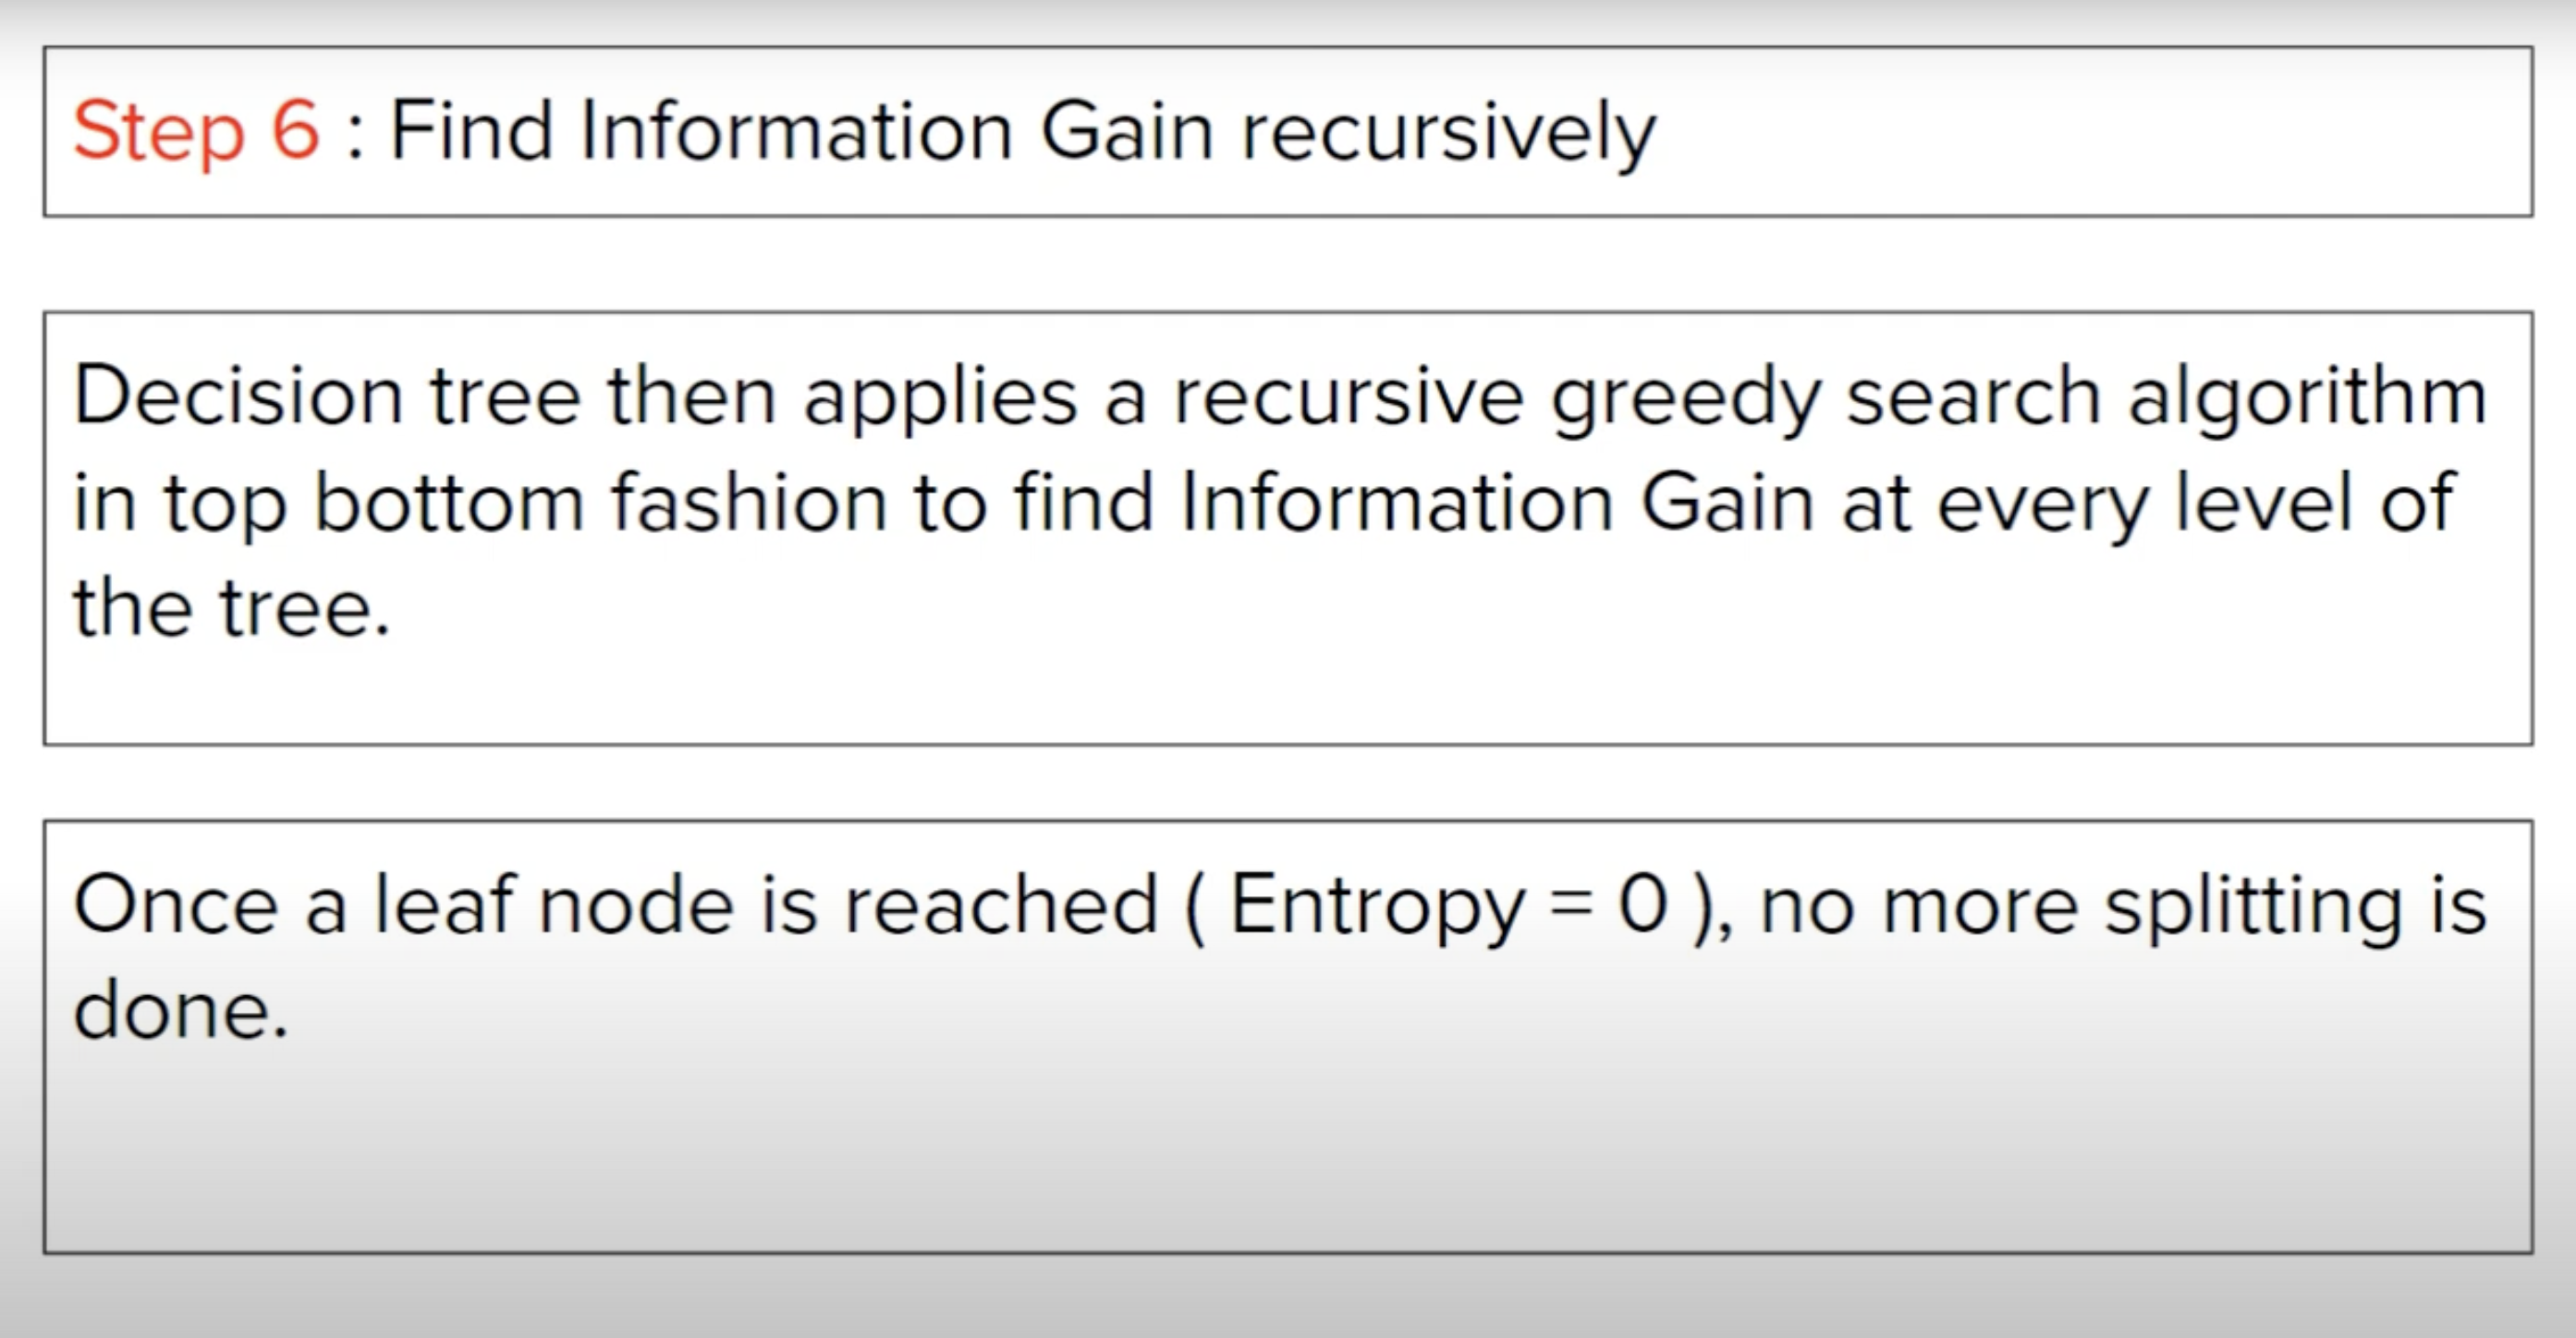 Step 6 : Find Information Gain recursively
Decision tree then applies a recursive greedy search algorithm
in top bottom fashion to find Information Gain at every level of
the tree.
Once a leaf node is reached ( Entropy = 0 ), no more splitting is
done.